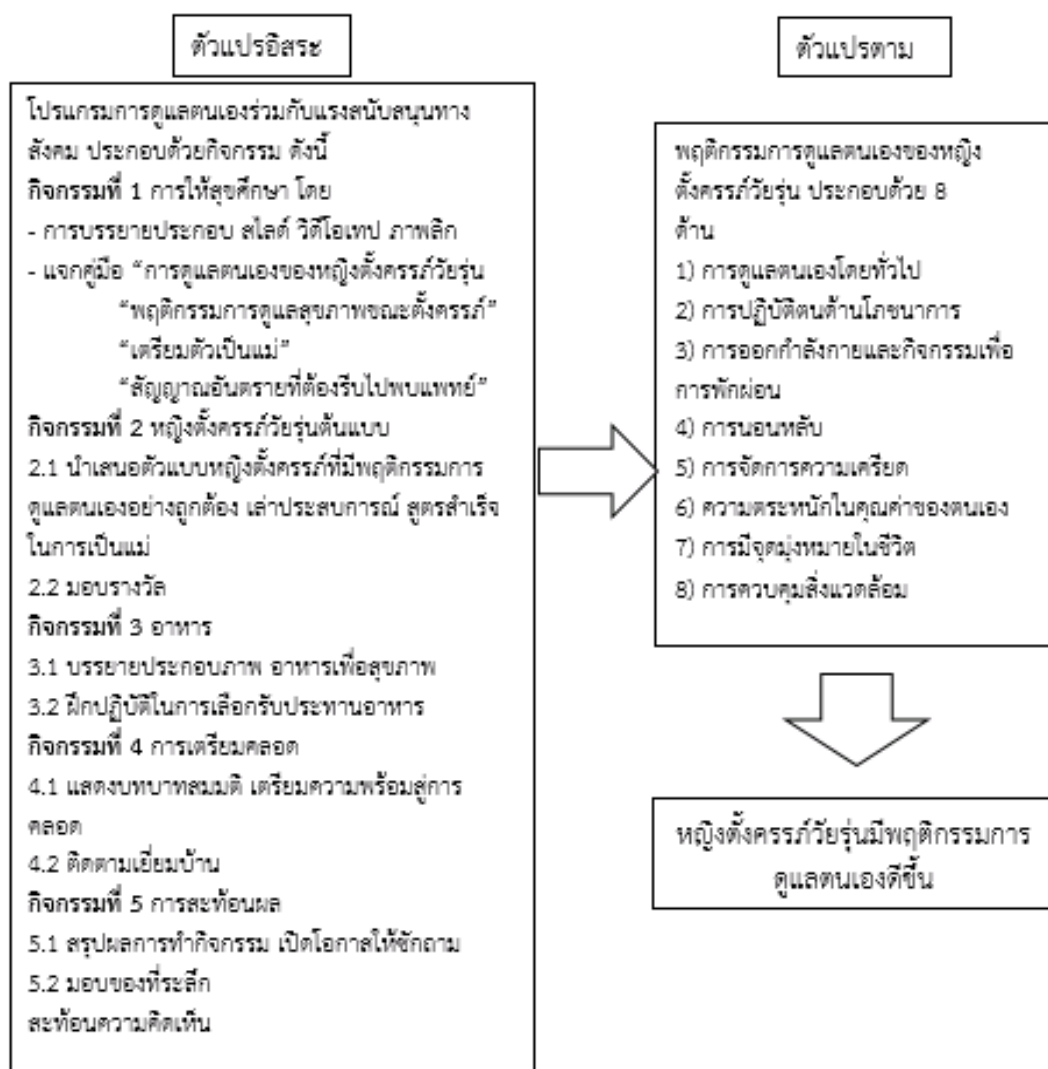 ตัวแปรอิสระ
โปรแกรมการดูแลตนเองร่วมกับแรงสนับสนุนทาง
สังคม ประกอบด้วยกิจกรรม ดังนี้
กิจกรรมที่ 1 การให้สุขศึกษา โดย
- การบรรยายประกอบ สไลด์ วิดีโอเทป ภาพลิก
- แจกคู่มือ “การดูแลตนเองของหญิงตั้งครรภ์วัยรุ่น
“พฤติกรรมการดูแลสุขภาพขณะตั้งครรภ์”
“เตรียมตัวเป็นแม่”
“สัญญาณอันตรายที่ต้องรีบไปพบแพทย์”
กิจกรรมที่ 2 หญิงตั้งครรภ์วัยรุ่นต้นแบบ
2.1 นำเสนอตัวแบบหญิงตั้งครรภ์ที่มีพฤติกรรมการ
ดูแลตนเองอย่างถูกต้อง เล่าประสบการณ์ สูตรสำเร็จ
ในการเป็นแม่
2.2 มอบรางวัล
กิจกรรมที่ 3 อาหาร
3.1 บรรยายประกอบภาพ อาหารเพื่อสุขภาพ
3.2 ฝึกปฏิบัติในการเลือกรับประทานอาหาร
กิจกรรมที่ 4 การเตรียมคลอด
4.1 แสดงบทบาทสมมติ เตรียมความพร้อมสู่การ
คลอด
4.2 ติดตามเยี่ยมบ้าน
กิจกรรมที่ 5 การสะท้อนผล
5.1 สรุปผลการทำกิจกรรม เปิดโอกาสให้ซักถาม
5.2 มอบของที่ระลึก
สะท้อนความคิดเห็น
ตัวแปรตาม
พฤติกรรมการดูแลตนเองของหญิง
ตั้งครรภ์วัยรุ่น ประกอบด้วย 8
ด้าน
1) การดูแลตนเองโดยทั่วไป
2) การปฏิบัติตนด้านโภชนาการ
3) การออกกำลังกายและกิจกรรมเพื่อ
การพักผ่อน
4) การนอนหลับ
5) การจัดการความเครียด
6) ความตระหนักในคุณค่าของตนเอง
7) การมีจุดมุ่งหมายในชีวิต
8) การควบคุมสิ่งแวดล้อม
หญิงตั้งครรภ์วัยรุ่นมีพฤติกรรมการ
ดูแลตนเองดีขึ้น